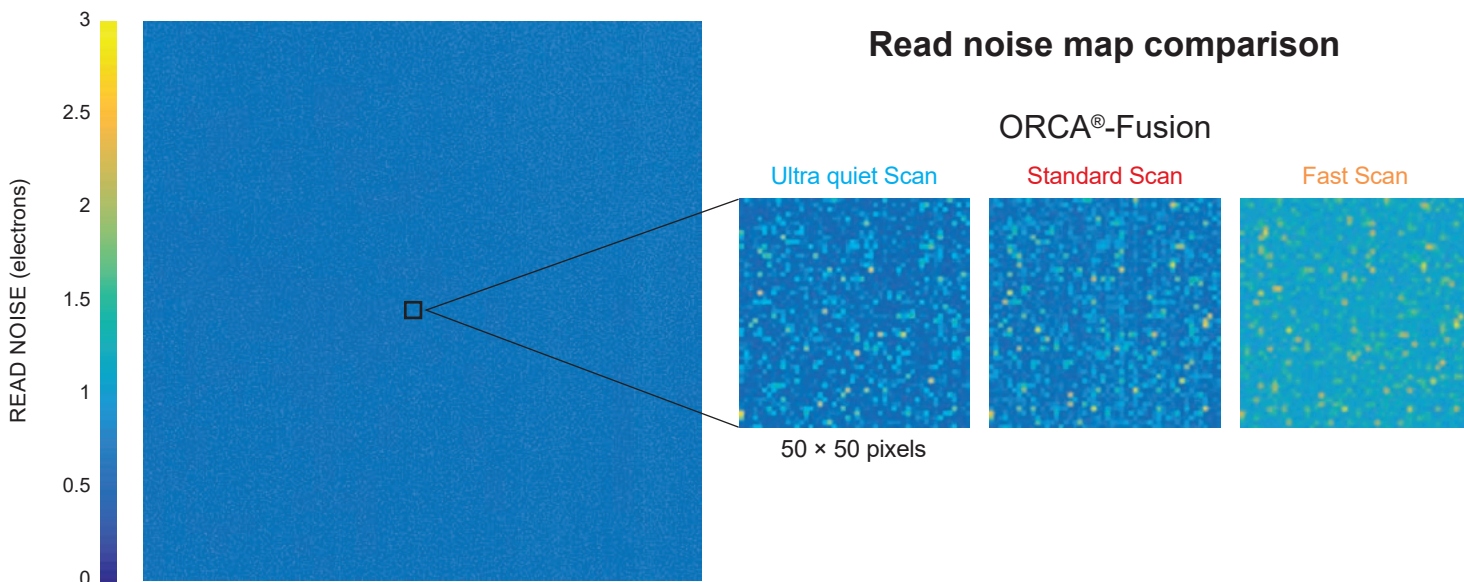 Read noise map comparison
ORCA®-Fusion
Ultra quiet Scan
Standard Scan
Fast Scan
50 × 50 pixels
READ NOISE (electrons)
3
2.5
2
1.5
1
0.5
0